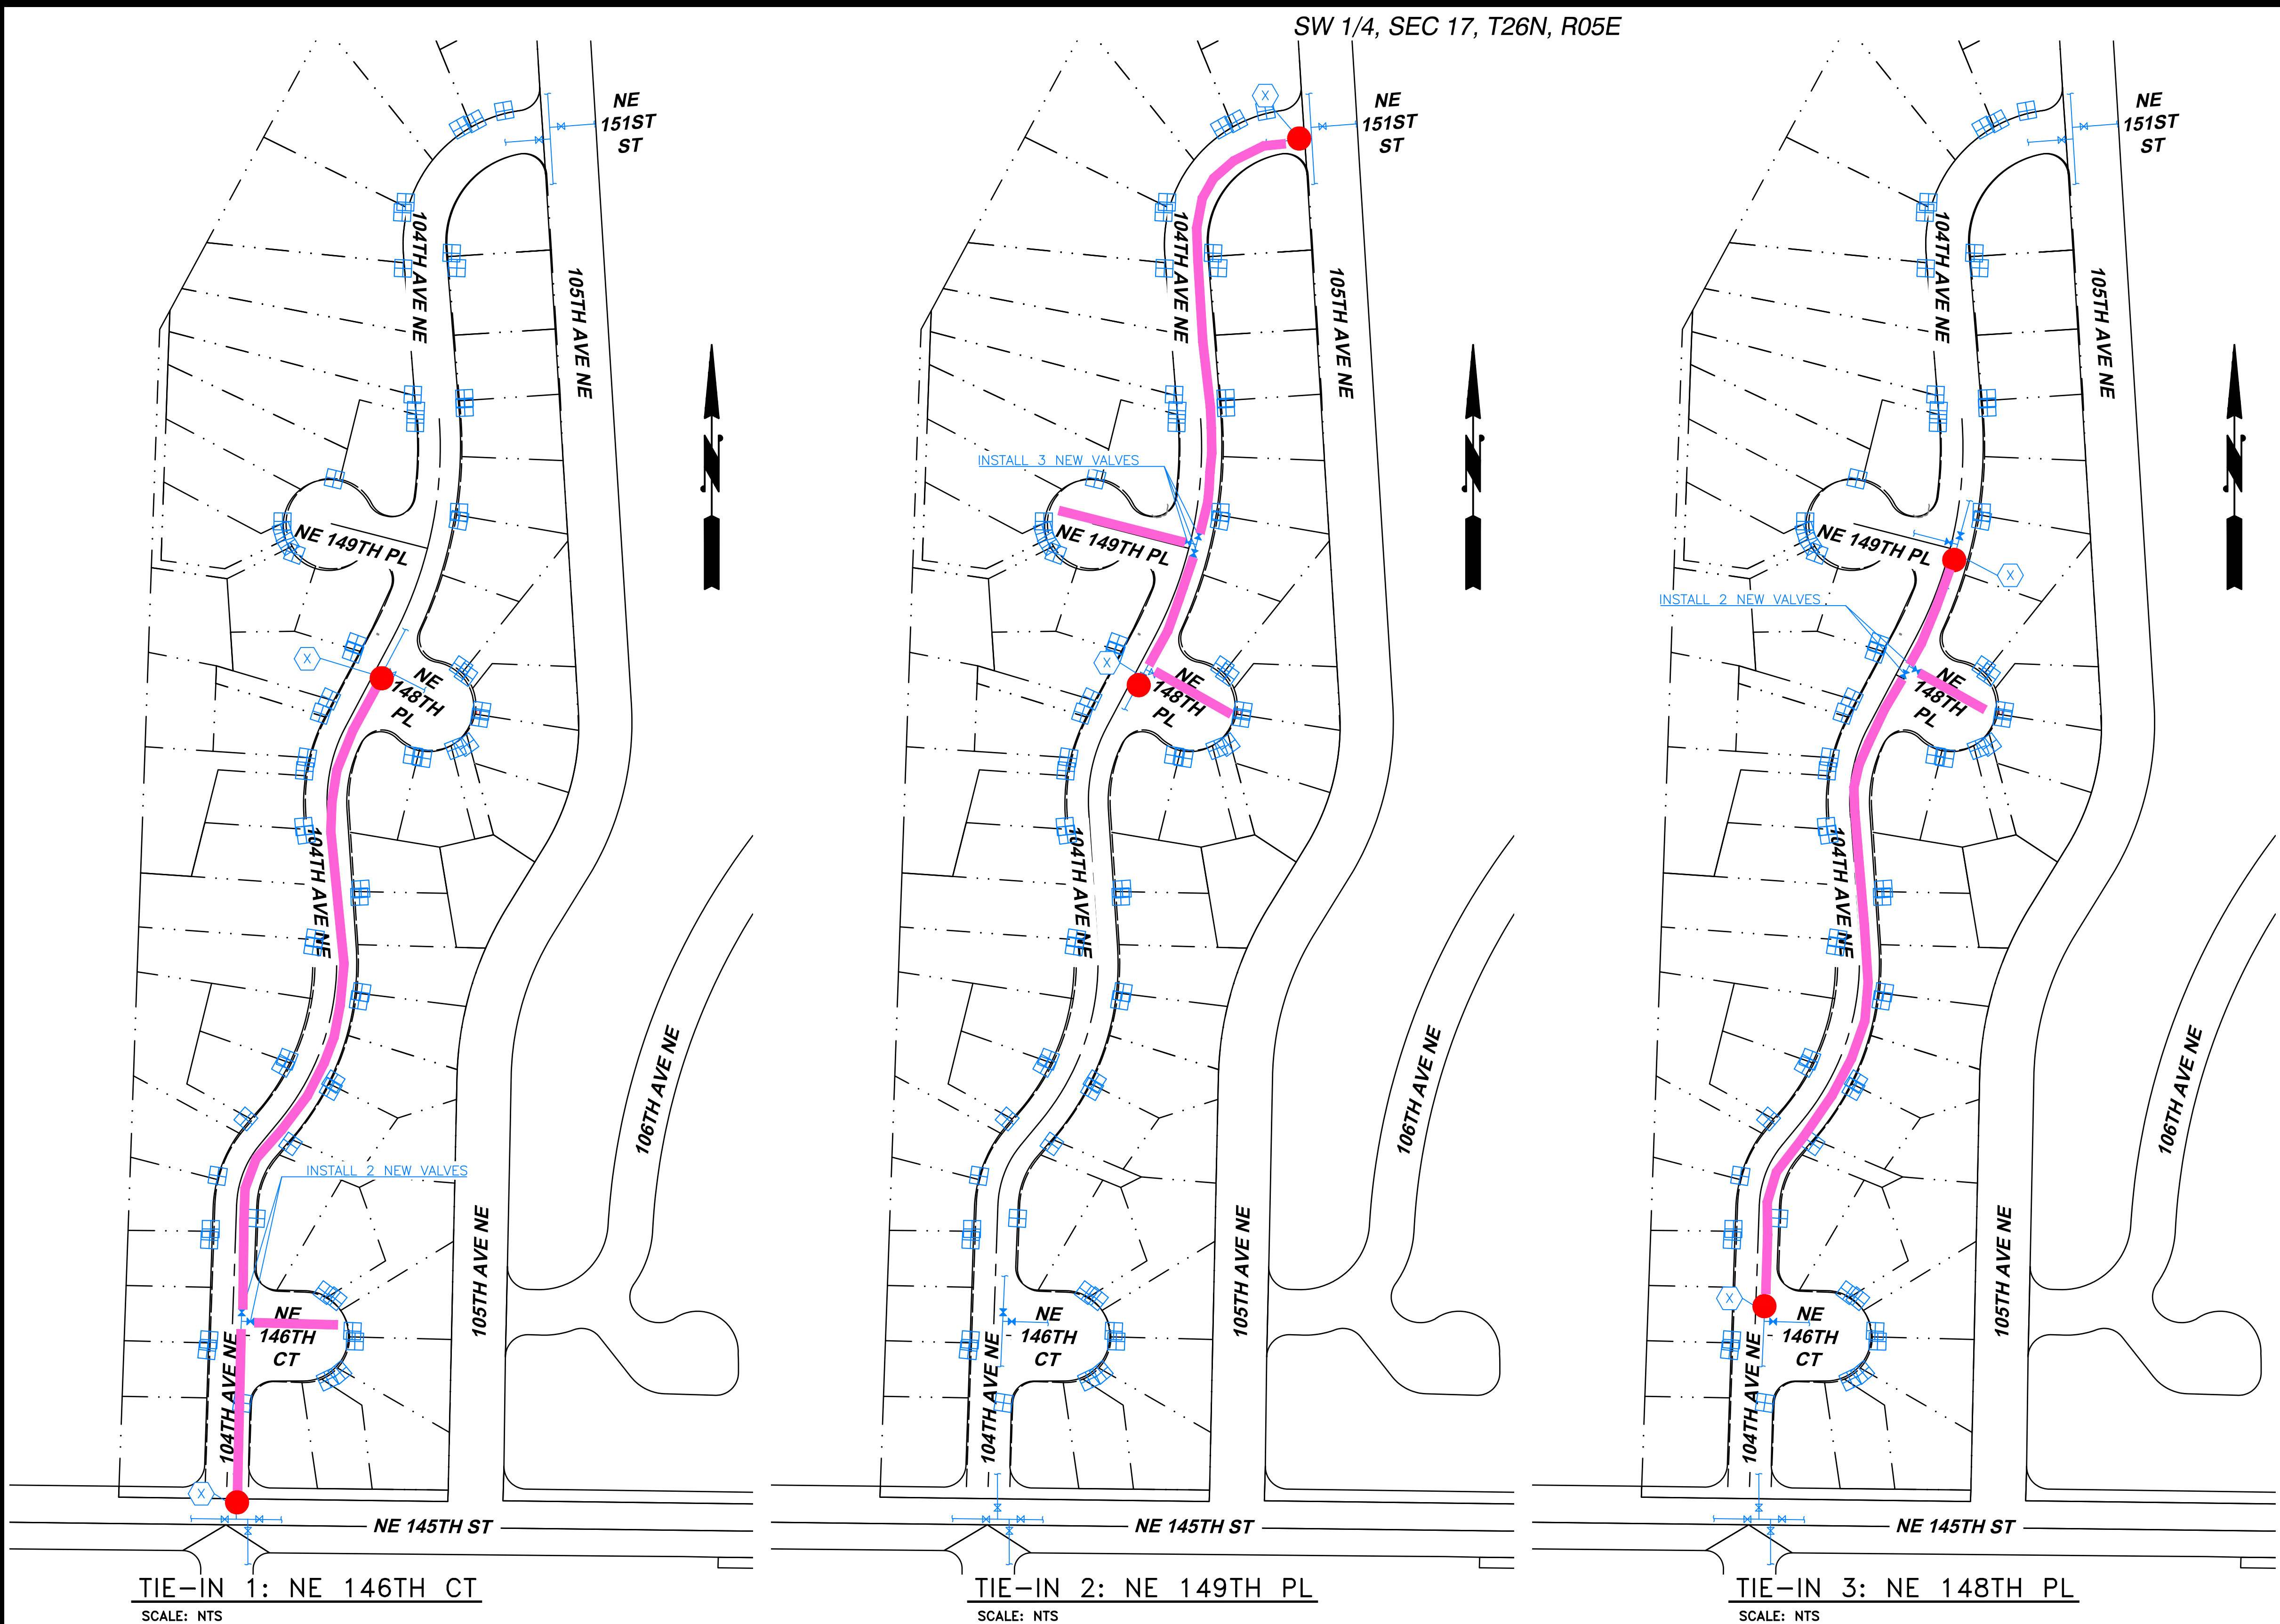 SW 1/4, SEC 17, T26N, R05E
NE
151ST
ST
104TH AVE NE
105TH AVE NE
N
NE 149TH PL
X
NE
148TH
PL
104TH AVE NE
106TH AVE NE
INSTALL 2 NEW VALVES
NE
146TH
CT
105TH AVE NE
104TH AVE NE
X
NE 145TH ST
TIE-IN 1: NE 146TH CT
SCALE: NTS
X
NE
151ST
ST
104TH AVE NE
105TH AVE NE
N
INSTALL 3 NEW VALVES
NE 149TH PL
X
NE
148TH
PL
104TH AVE NE
106TH AVE NE
NE
146TH
CT
105TH AVE NE
104TH AVE NE
NE 145TH ST
TIE-IN 2: NE 149TH PL
SCALE: NTS
NE
151ST
ST
104TH AVE NE
105TH AVE NE
N
NE 149TH PL
X
INSTALL 2 NEW VALVES
NE
148TH
PL
104TH AVE NE
106TH AVE NE
X
NE
146TH
CT
105TH AVE NE
104TH AVE NE
NE 145TH ST
TIE-IN 3: NE 148TH PL
SCALE: NTS